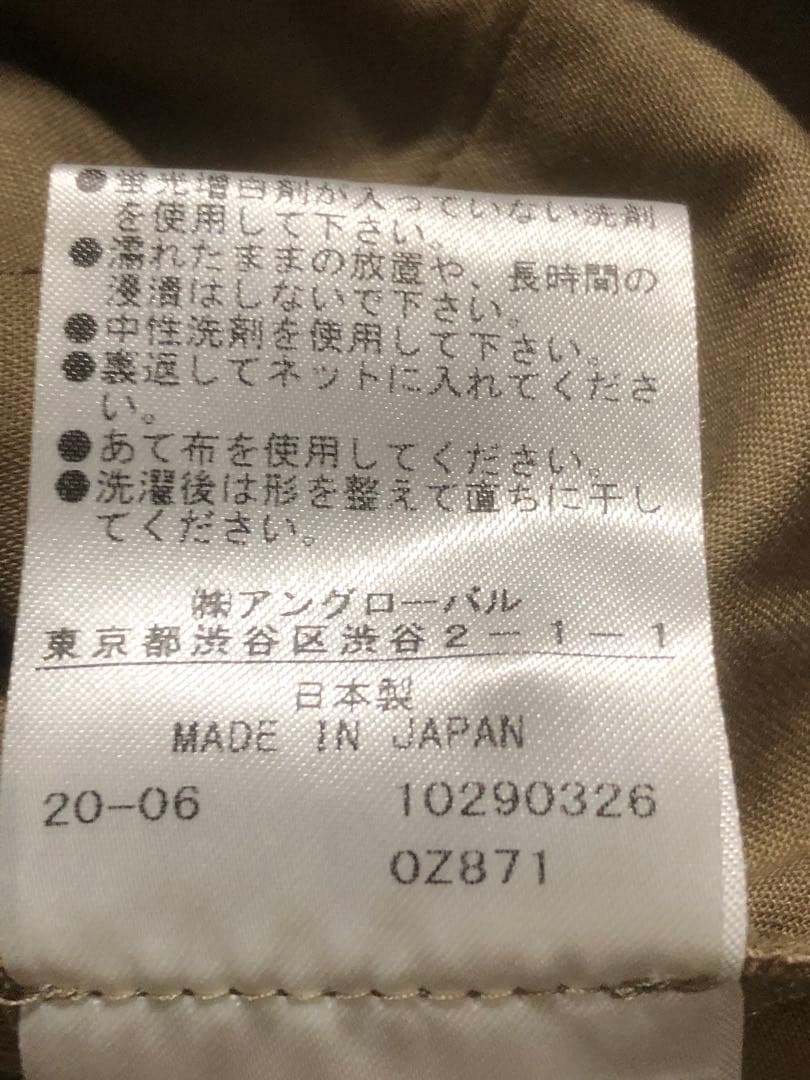 ●蛍光増白剤が入っていない洗剤
を使用して下さい。
●濡れたままの放置や、長時間の
浸漬はしないで下さい。
●中性洗剤を使用して下さい。
●裏返してネットに入れてくださ
い。
●あて布を使用してください。
●洗濯後は形を整えて直ちに干し
てください。
㈱アングローバル
東京都渋谷区渋谷2-1-1
日本製
MADE IN JAPAN
20-06 10290326
0Z871